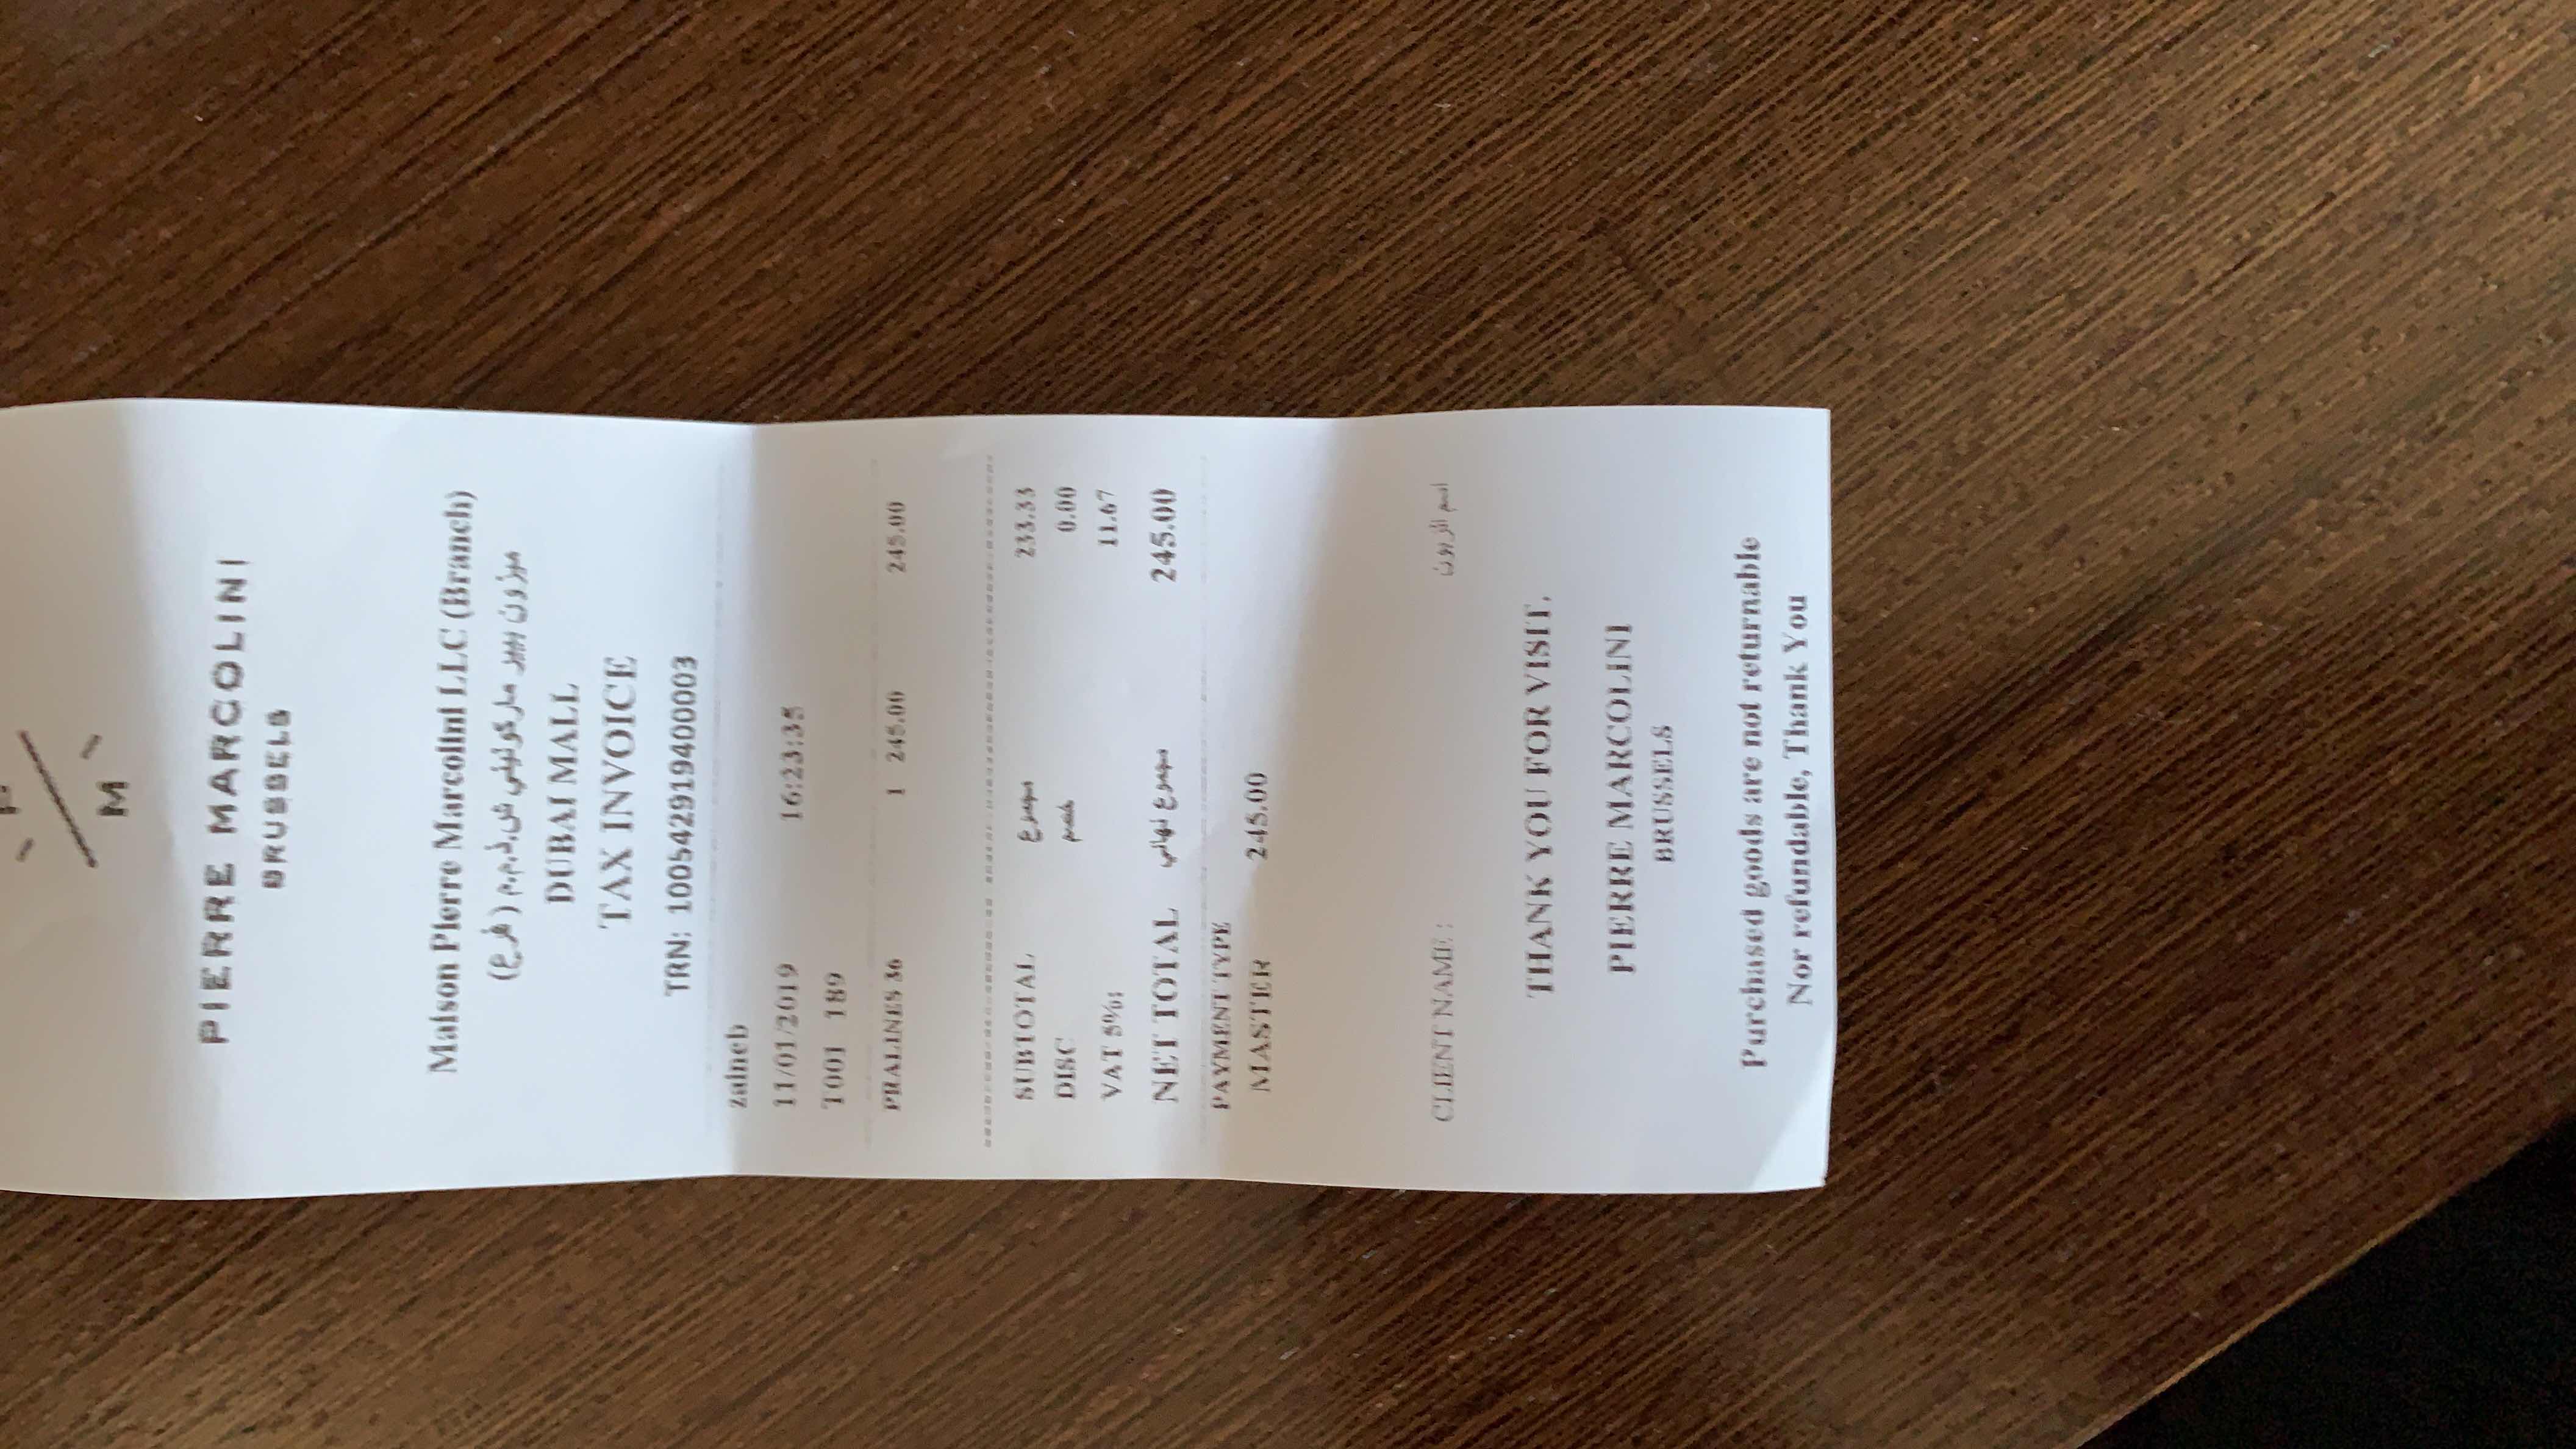 P
M
PIERRE MARCOLINI
BRUSSELS
Maison Pierre Marcolini LLC (Branch)
ميزون بيير ماركوليني ش.ذ.م.م ( فرع)
DUBAI MALL
TAX INVOICE
TRN: 100542919400003
zaineb
11/01/2019 16:23:35
T001 189
PRALINES 36 1 245.00 245.00
SUBTOTAL مجموع 233.33
DISC خصم 0.00
VAT 5%: 11.67
NET TOTAL مجموع نهائي 245.00
PAYMENT TYPE
MASTER 245.00
CLIENT NAME : اسم الزبون
THANK YOU FOR VISIT.
PIERRE MARCOLINI
BRUSSELS
Purchased goods are not returnable
Nor refundable, Thank You